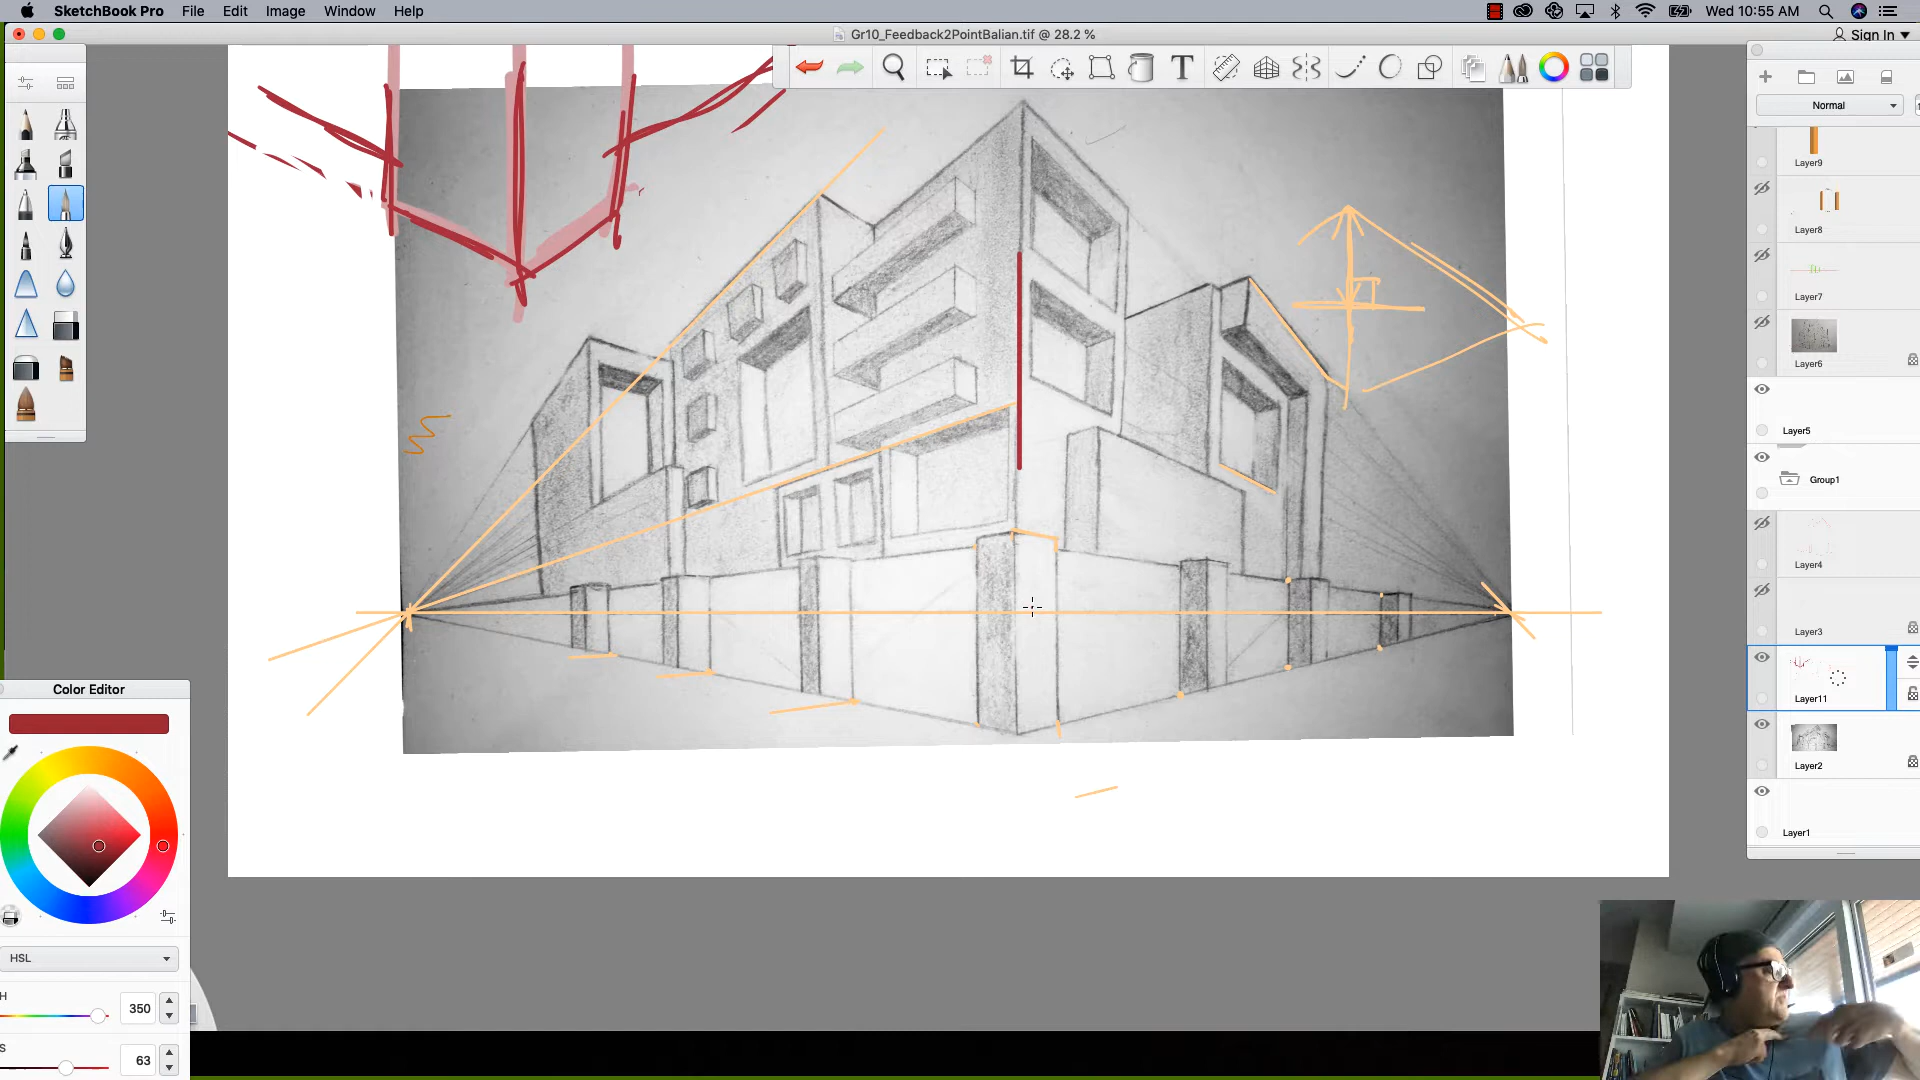 SketchBook Pro File Edit Image Window Help Wed 10:55 AM
Gr10_Feedback2PointBalian.tif @ 28.2 %
Sign In
Normal
Layer9
Layer8
Layer7
Layer6
Layer5
Group1
Layer4
Layer3
Layer11
Layer2
Layer1
Color Editor
HSL
H
350
S
63